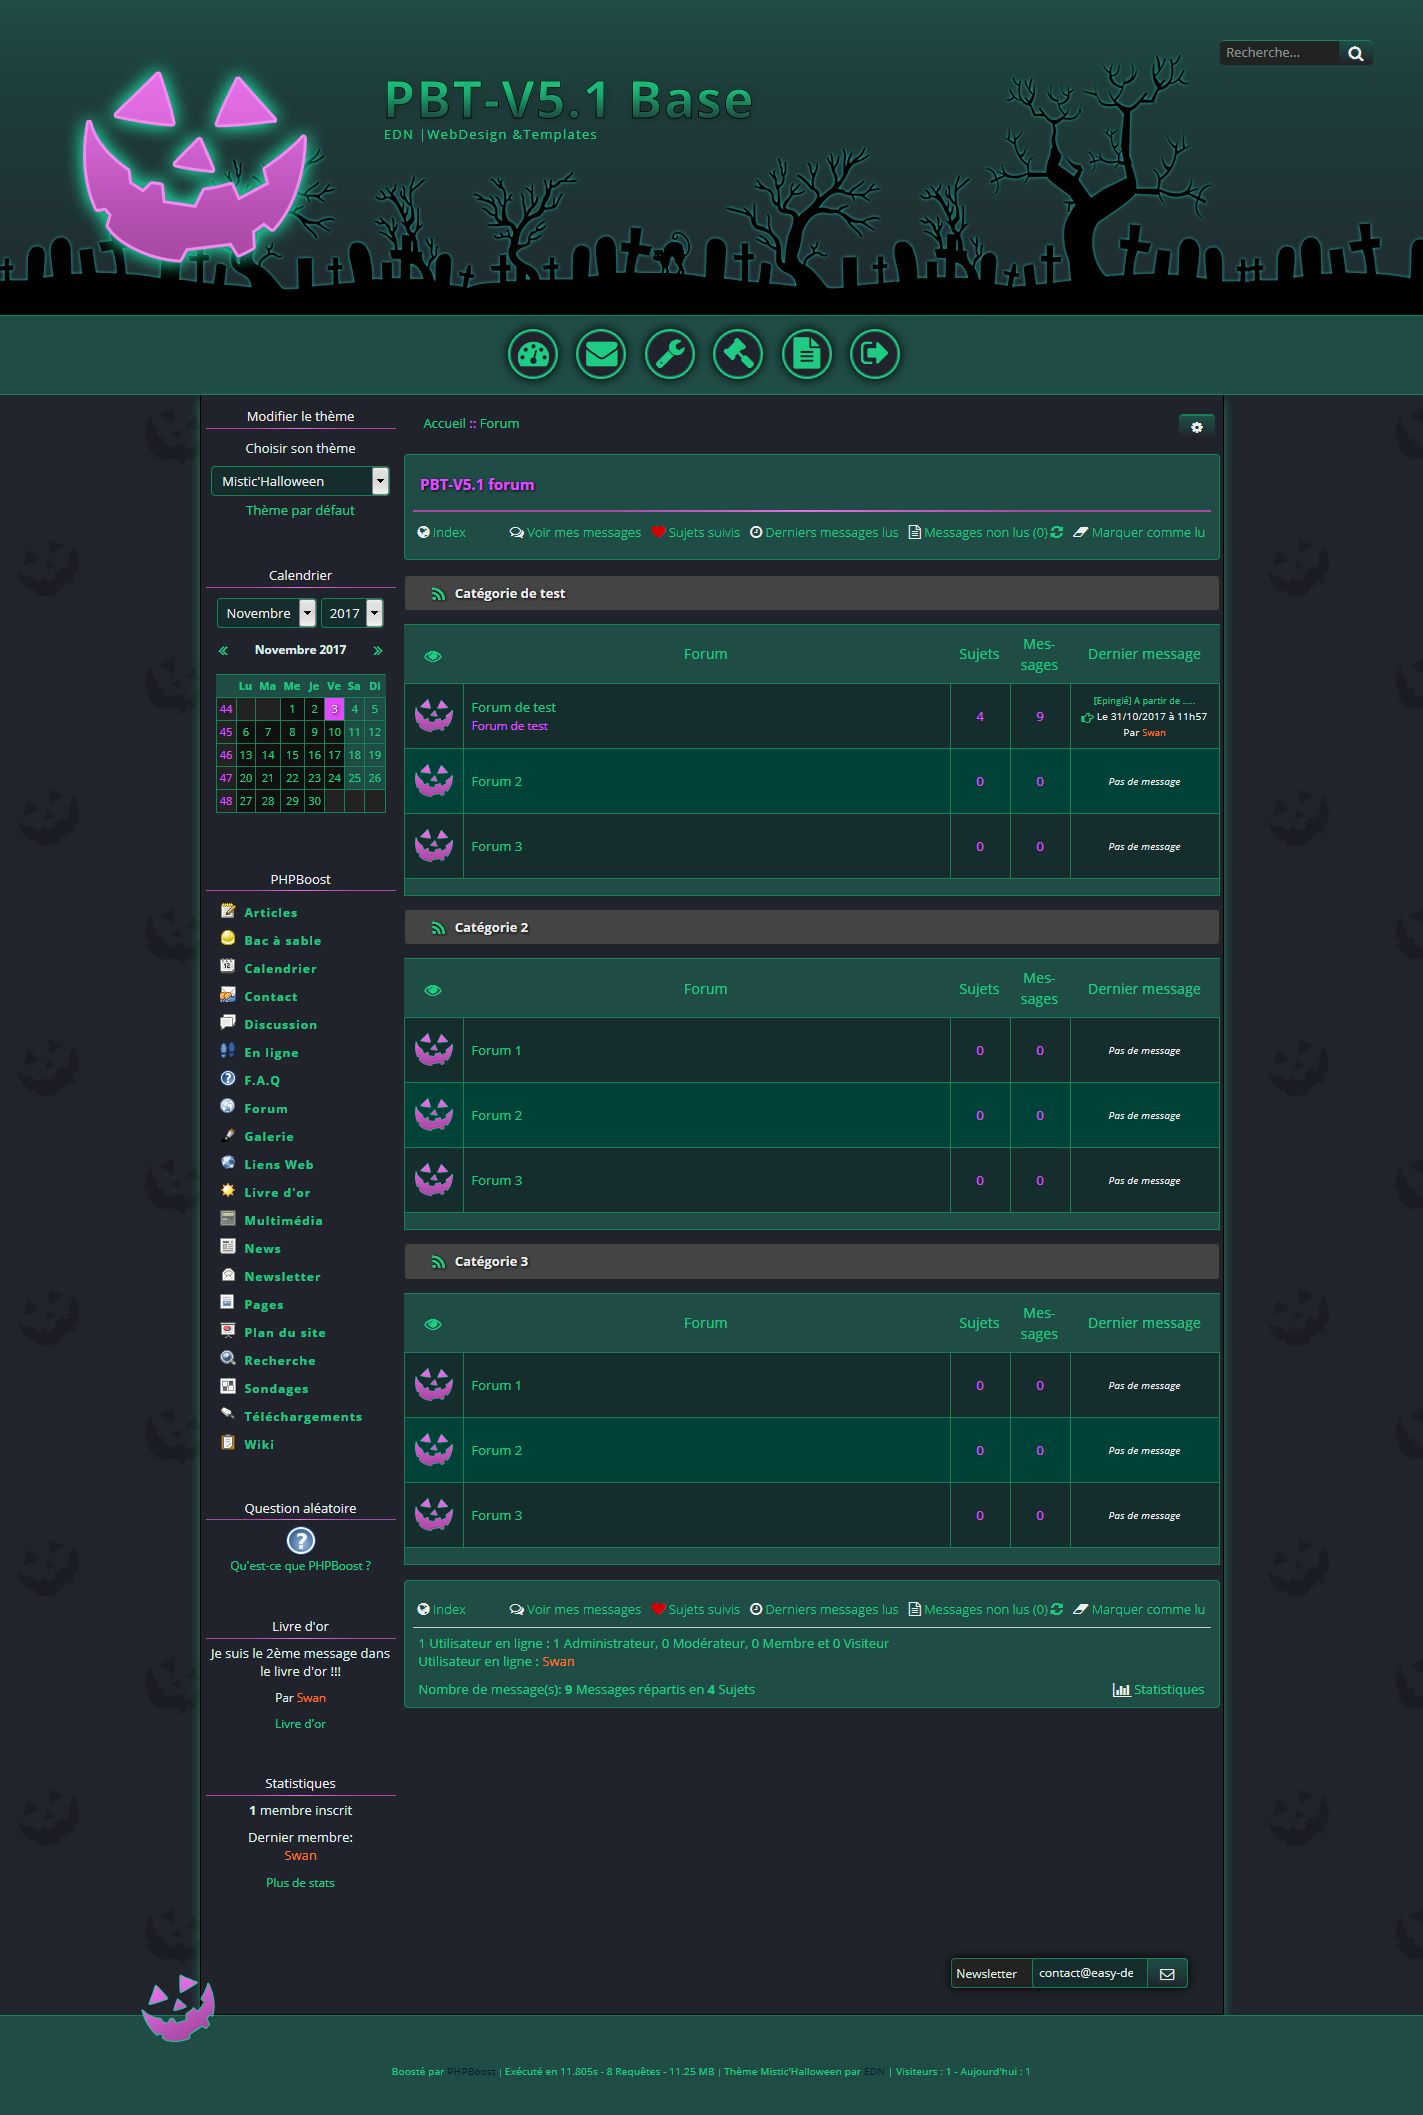 Recherche...
PBT-V5.1 Base
EDN |WebDesign &Templates
Modifier le thème
Choisir son thème
Mistic'Halloween
Thème par défaut
Calendrier
Novembre 2017
Novembre 2017
Lu Ma Me Je Ve Sa Di
44 1 2 3 4 5
45 6 7 8 9 10 11 12
46 13 14 15 16 17 18 19
47 20 21 22 23 24 25 26
48 27 28 29 30
PHPBoost
Articles
Bac à sable
Calendrier
Contact
Discussion
En ligne
F.A.Q
Forum
Galerie
Liens Web
Livre d'or
Multimédia
News
Newsletter
Pages
Plan du site
Recherche
Sondages
Téléchargements
Wiki
Question aléatoire
Qu'est-ce que PHPBoost ?
Livre d'or
Je suis le 2ème message dans
le livre d'or !!!
Par Swan
Livre d'or
Statistiques
1 membre inscrit
Dernier membre:
Swan
Plus de stats
Accueil :: Forum
PBT-V5.1 forum
Index Voir mes messages Sujets suivis Derniers messages lus Messages non lus (0) Marquer comme lu
Catégorie de test
Forum Sujets Mes-
sages Dernier message
Forum de test
Forum de test
4 9
[Epinglé] A partir de .....
Le 31/10/2017 à 11h57
Par Swan
Forum 2 0 0 Pas de message
Forum 3 0 0 Pas de message
Catégorie 2
Forum Sujets Mes-
sages Dernier message
Forum 1 0 0 Pas de message
Forum 2 0 0 Pas de message
Forum 3 0 0 Pas de message
Catégorie 3
Forum Sujets Mes-
sages Dernier message
Forum 1 0 0 Pas de message
Forum 2 0 0 Pas de message
Forum 3 0 0 Pas de message
Index Voir mes messages Sujets suivis Derniers messages lus Messages non lus (0) Marquer comme lu
1 Utilisateur en ligne : 1 Administrateur, 0 Modérateur, 0 Membre et 0 Visiteur
Utilisateur en ligne : Swan
Nombre de message(s): 9 Messages répartis en 4 Sujets Statistiques
Newsletter contact@easy-de
Boosté par PHPBoost | Exécuté en 11.805s - 8 Requêtes - 11.25 MB | Thème Mistic'Halloween par EDN | Visiteurs : 1 - Aujourd'hui : 1